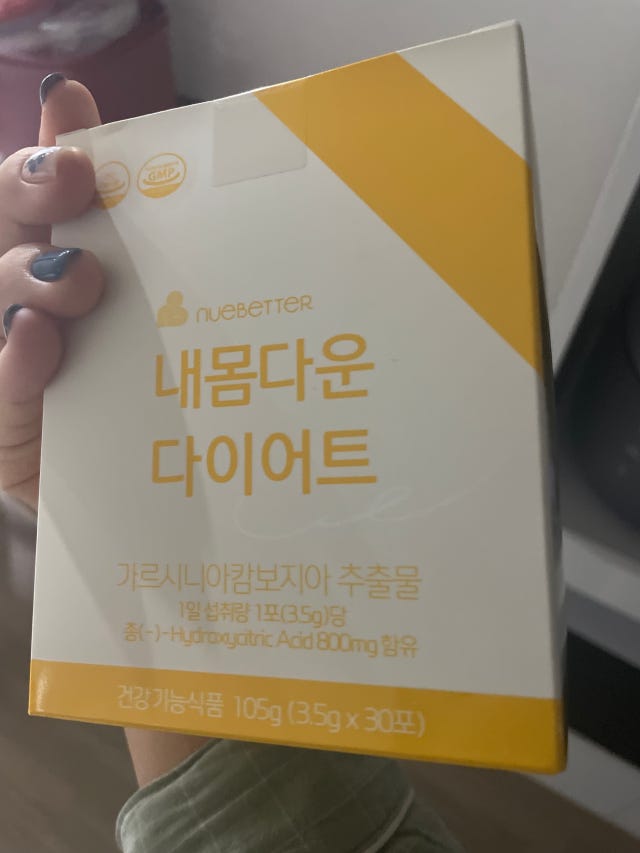 GMP
NUEBETTER
내몸다운
다이어트
가르시니아캄보지아 추출물
1일 섭취량 1포(3.5g)당
총(-)-Hydroxycitric Acid 800mg 함유
건강기능식품 105g (3.5g x 30포)